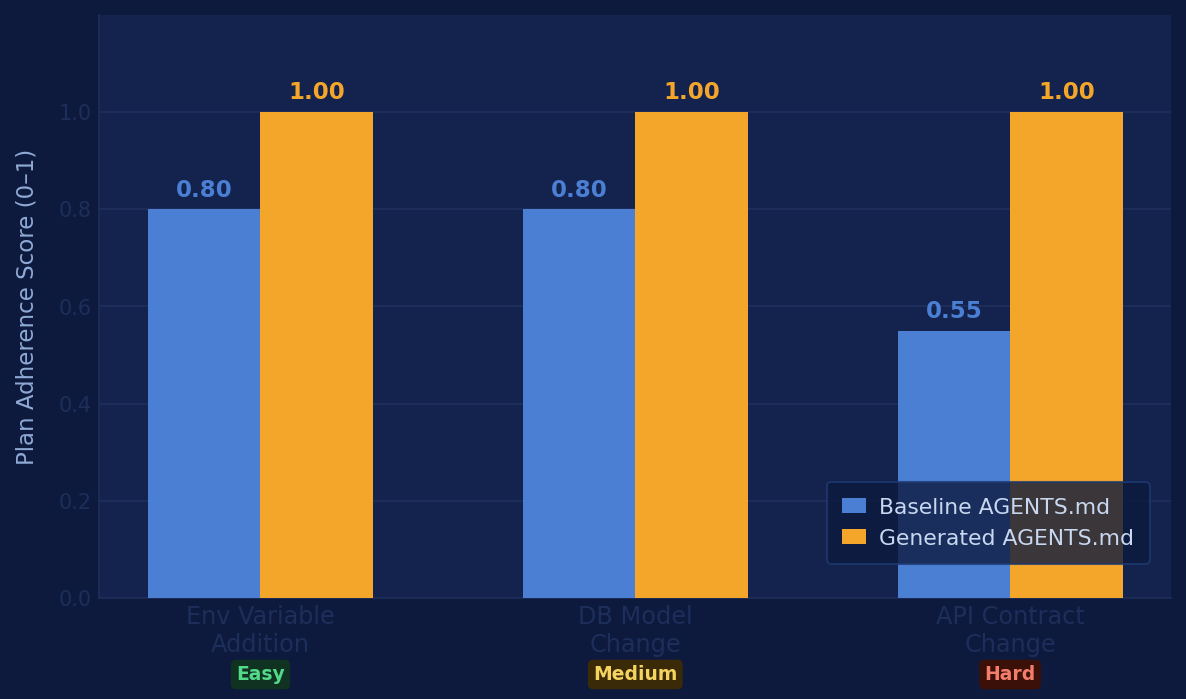 Plan Adherence Score (0–1)
1.0
0.8
0.6
0.4
0.2
0.0
0.80
1.00
0.80
1.00
0.55
1.00
Baseline AGENTS.md
Generated AGENTS.md
Env Variable
Addition
Easy
DB Model
Change
Medium
API Contract
Change
Hard